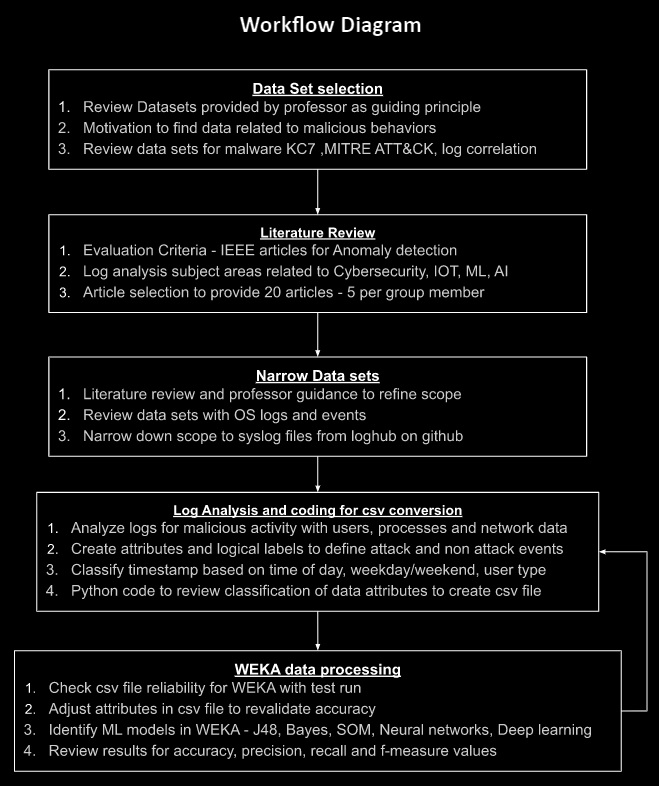 Workflow Diagram
Data Set selection
1. Review Datasets provided by professor as guiding principle
2. Motivation to find data related to malicious behaviors
3. Review data sets for malware KC7 ,MITRE ATT&CK, log correlation
Literature Review
1. Evaluation Criteria - IEEE articles for Anomaly detection
2. Log analysis subject areas related to Cybersecurity, IOT, ML, AI
3. Article selection to provide 20 articles - 5 per group member
Narrow Data sets
1. Literature review and professor guidance to refine scope
2. Review data sets with OS logs and events
3. Narrow down scope to syslog files from loghub on github
Log Analysis and coding for csv conversion
1. Analyze logs for malicious activity with users, processes and network data
2. Create attributes and logical labels to define attack and non attack events
3. Classify timestamp based on time of day, weekday/weekend, user type
4. Python code to review classification of data attributes to create csv file
WEKA data processing
1. Check csv file reliability for WEKA with test run
2. Adjust attributes in csv file to revalidate accuracy
3. Identify ML models in WEKA - J48, Bayes, SOM, Neural networks, Deep learning
4. Review results for accuracy, precision, recall and f-measure values